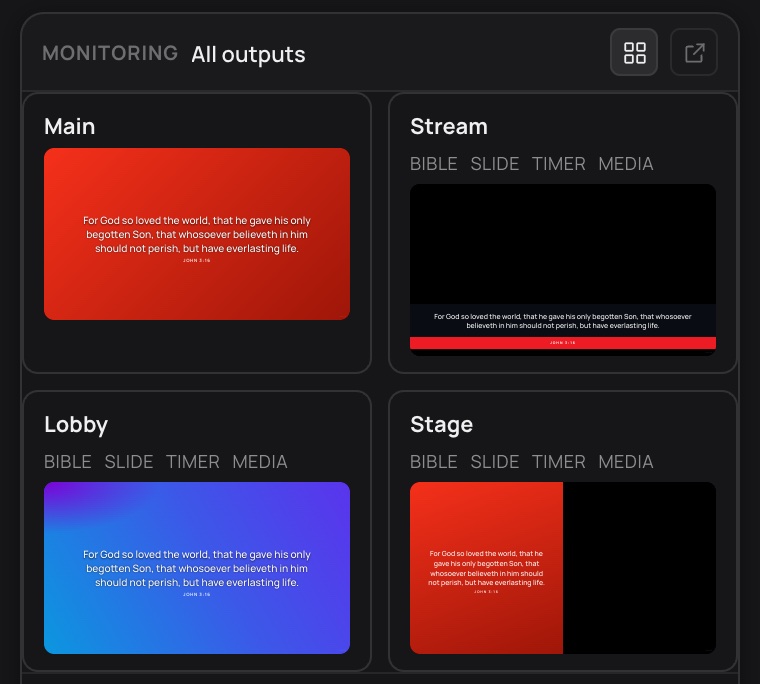 MONITORING All outputs
Main
For God so loved the world, that he gave his only
begotten Son, that whosoever believeth in him
should not perish, but have everlasting life.
JOHN 3:16
Stream
BIBLE SLIDE TIMER MEDIA
For God so loved the world, that he gave his only begotten Son, that whosoever
believeth in him should not perish, but have everlasting life.
JOHN 3:16
Lobby
BIBLE SLIDE TIMER MEDIA
For God so loved the world, that he gave his only
begotten Son, that whosoever believeth in him
should not perish, but have everlasting life.
JOHN 3:16
Stage
BIBLE SLIDE TIMER MEDIA
For God so loved the world, that he
gave his only begotten Son, that
whosoever believeth in him should
not perish, but have everlasting life.
JOHN 3:16